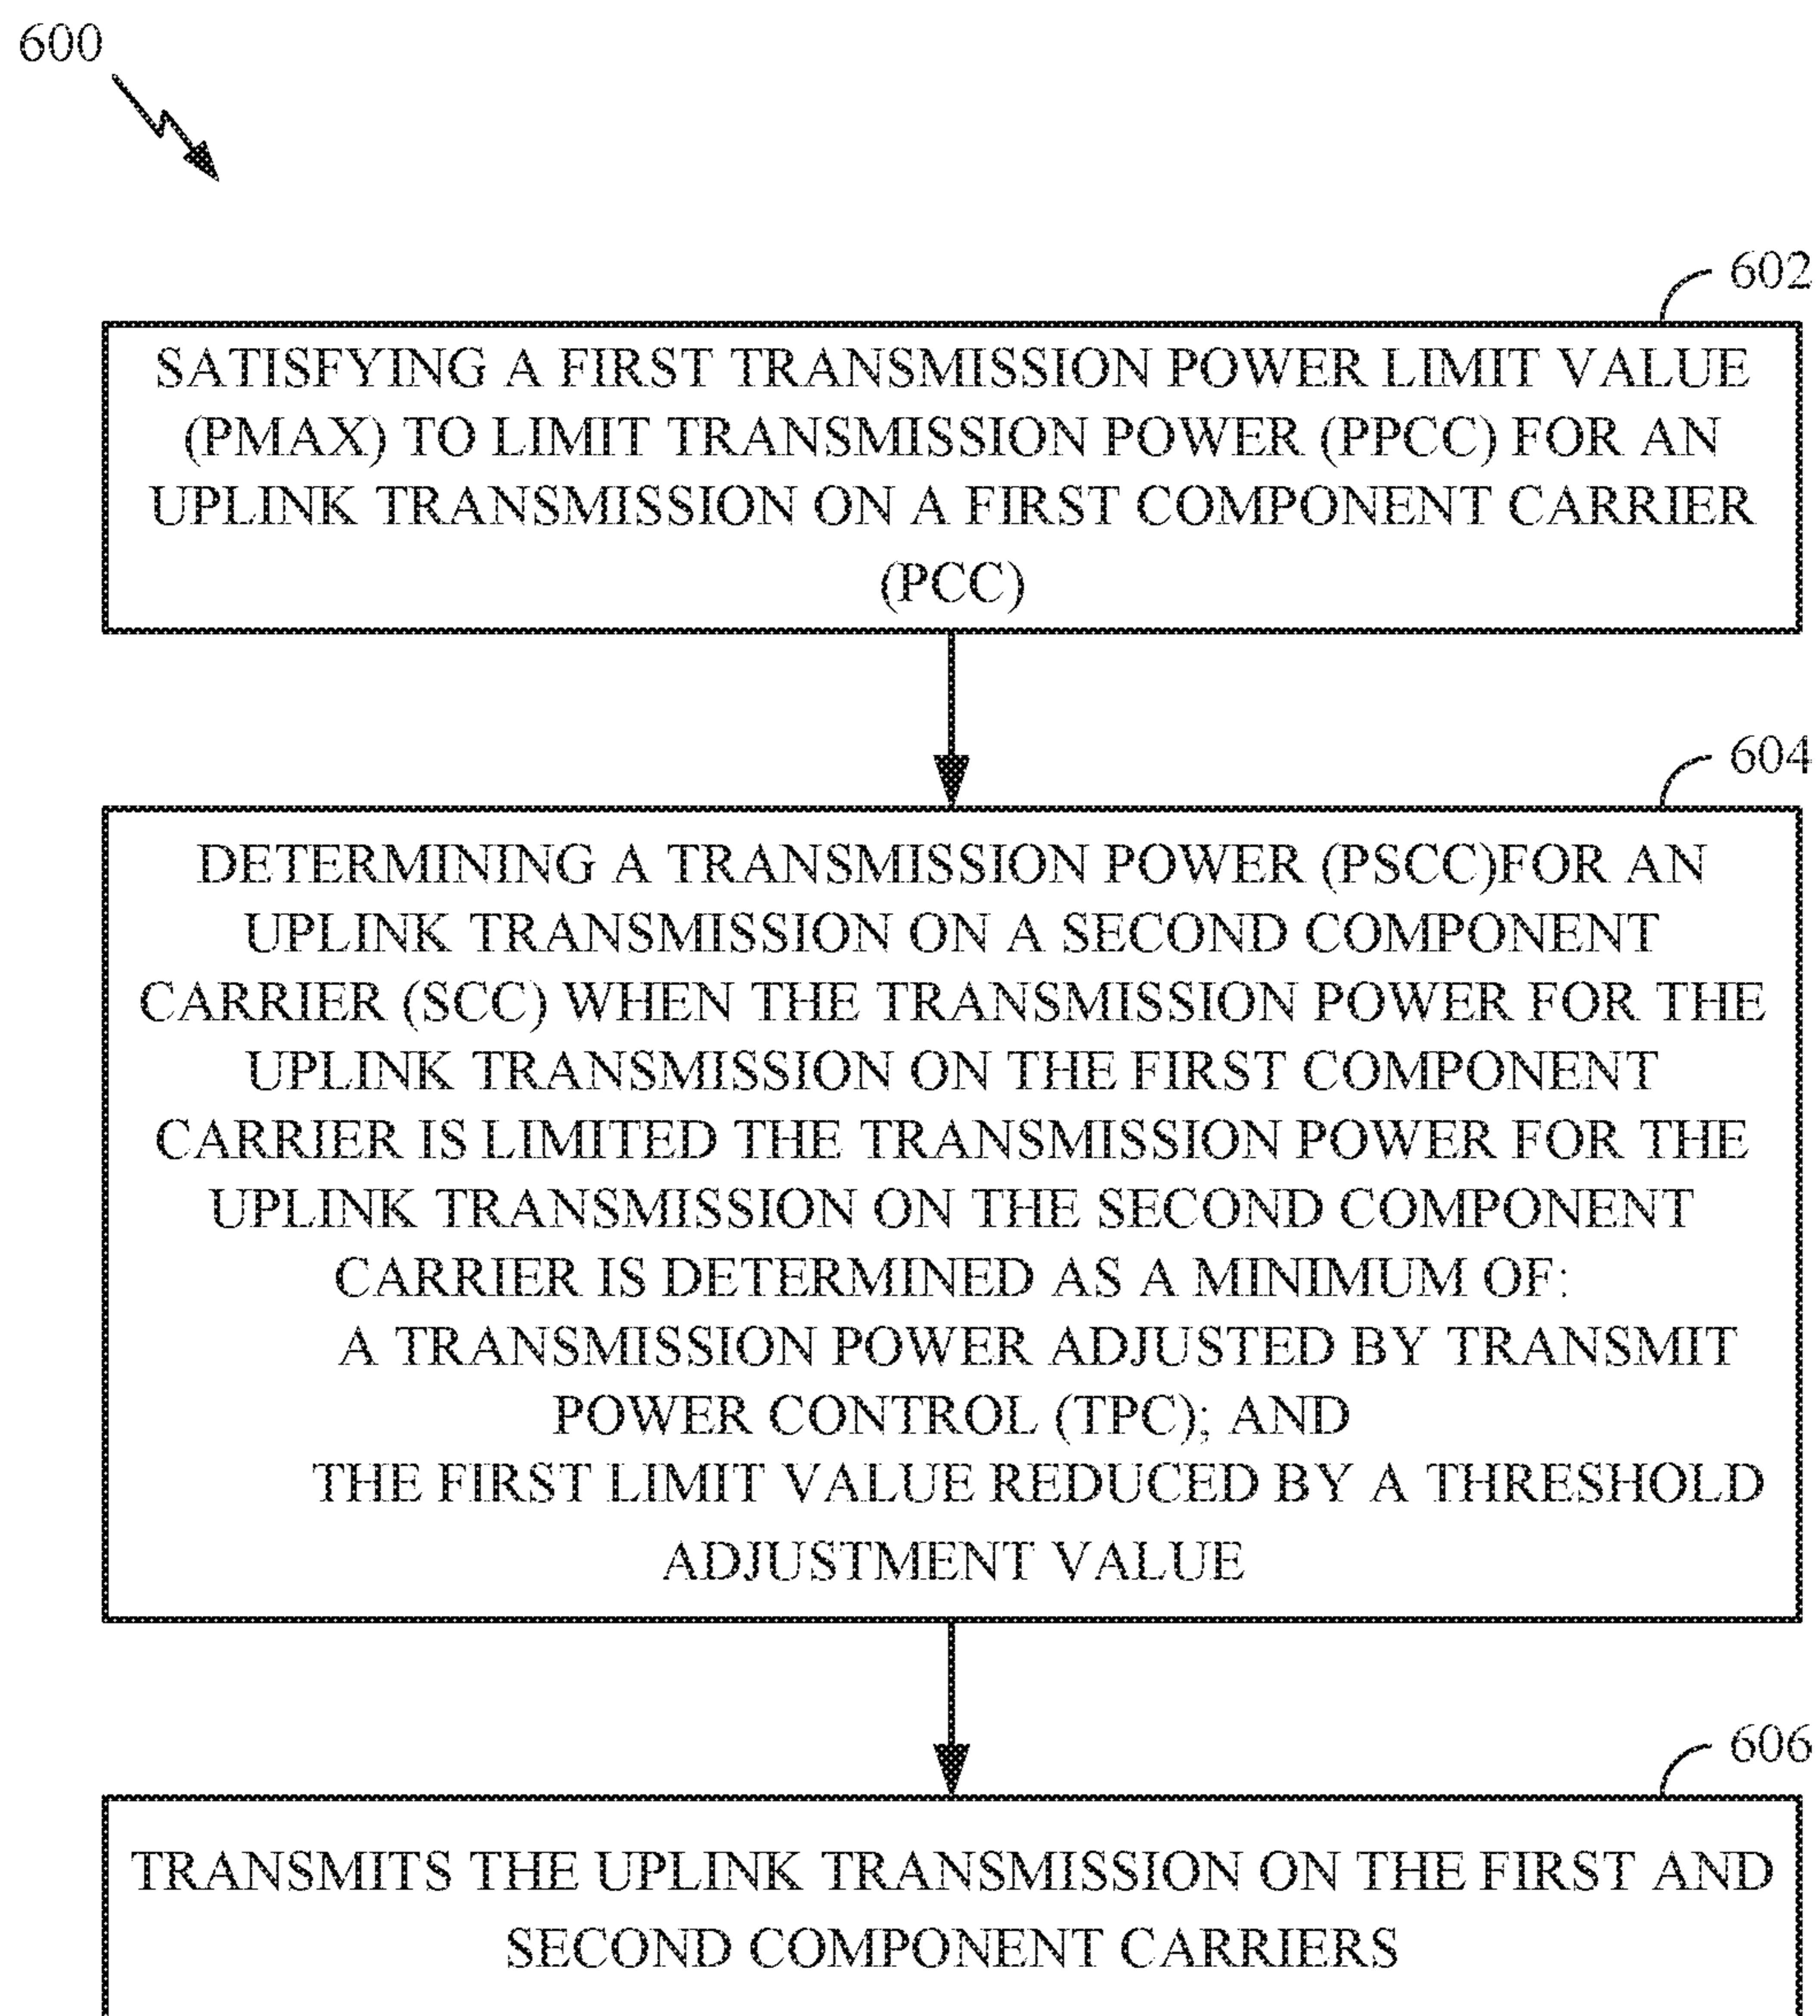 600
602
SATISFYING A FIRST TRANSMISSION POWER LIMIT VALUE
(PMAX) TO LIMIT TRANSMISSION POWER (PPCC) FOR AN
UPLINK TRANSMISSION ON A FIRST COMPONENT CARRIER
(PCC)
604
DETERMINING A TRANSMISSION POWER (PSCC)FOR AN
UPLINK TRANSMISSION ON A SECOND COMPONENT
CARRIER (SCC) WHEN THE TRANSMISSION POWER FOR THE
UPLINK TRANSMISSION ON THE FIRST COMPONENT
CARRIER IS LIMITED THE TRANSMISSION POWER FOR THE
UPLINK TRANSMISSION ON THE SECOND COMPONENT
CARRIER IS DETERMINED AS A MINIMUM OF:
A TRANSMISSION POWER ADJUSTED BY TRANSMIT
POWER CONTROL (TPC); AND
THE FIRST LIMIT VALUE REDUCED BY A THRESHOLD
ADJUSTMENT VALUE
606
TRANSMITS THE UPLINK TRANSMISSION ON THE FIRST AND
SECOND COMPONENT CARRIERS